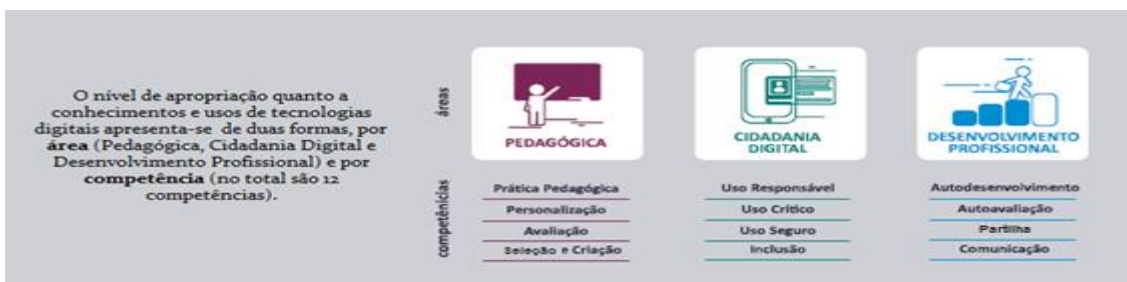 O nível de apropriação quanto a
conhecimentos e usos de tecnologias
digitais apresenta-se de duas formas, por
área (Pedagógica, Cidadania Digital e
Desenvolvimento Profissional) e por
competência (no total são 12
competências).
áreas
PEDAGÓGICA
CIDADANIA
DIGITAL
DESENVOLVIMENTO
PROFISSIONAL
competências
Prática Pedagógica
Personalização
Avaliação
Seleção e Criação
Uso Responsável
Uso Crítico
Uso Seguro
Inclusão
Autodesenvolvimento
Autoavaliação
Partilha
Comunicação